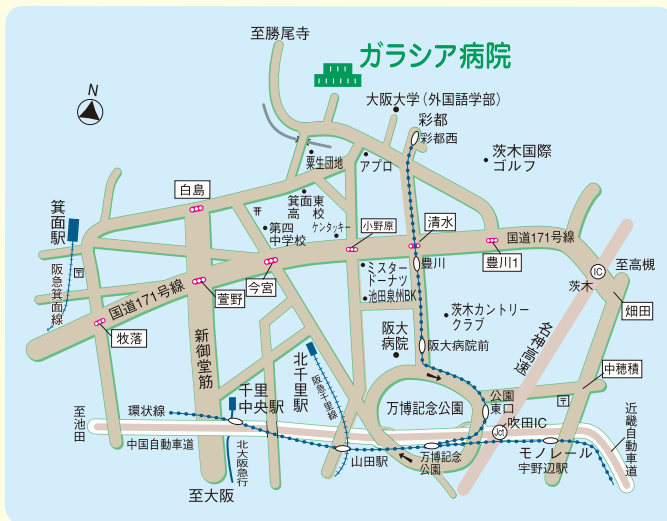 至勝尾寺
ガラシア病院
N
大阪大学(外国語学部)
彩都
彩都西
粟生団地
アプロ
茨木国際
ゴルフ
白島
箕面東
高校
箕面駅
第四
中学校
ケンタッキー
小野原
清水
国道171号線
豊川1
阪急箕面線
今宮
豊川
至高槻
ミスター
ドーナツ
池田泉州BK
IC
茨木
国道171号線
萱野
畑田
牧落
新御堂筋
茨木カントリー
クラブ
阪大
病院
阪大病院前
名神高速
北千里駅
阪急千里線
中穂積
千里
中央駅
至池田
環状線
万博記念公園
公園
東口
吹田IC
Jct
近畿自動車道
中国自動車道
北大阪急行
山田駅
万博記念
公園
モノレール
宇野辺駅
至大阪